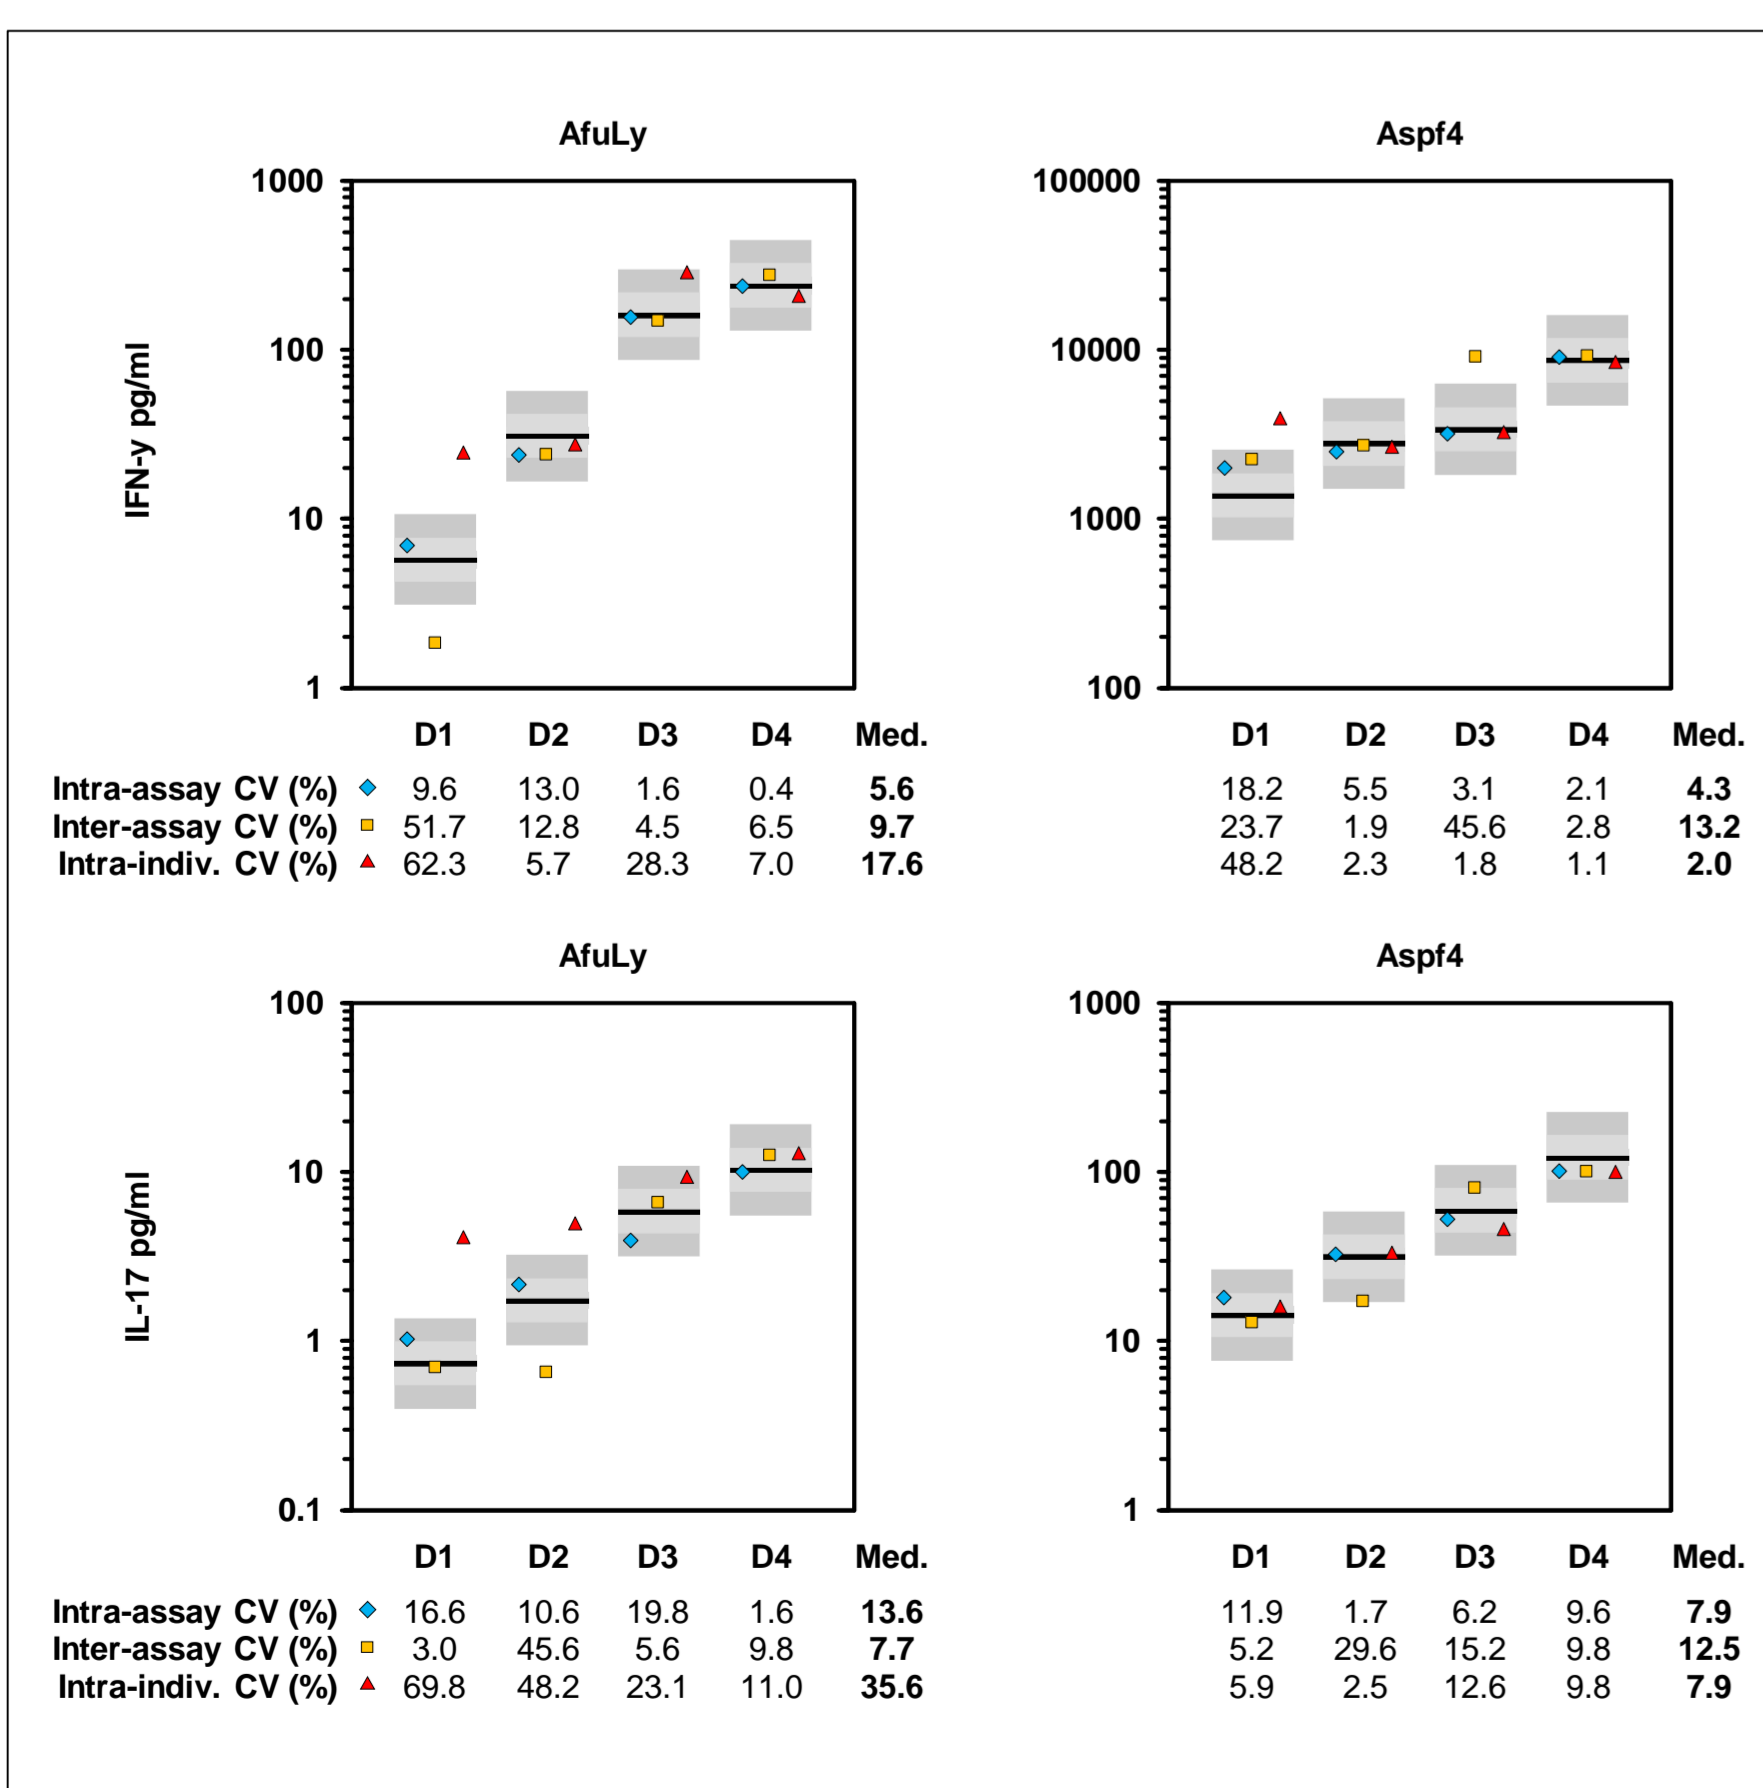 AfuLy Aspf4
1000 100000
100 10000
10 1000
1 100
IFN-y pg/ml
D1 D2 D3 D4 Med. D1 D2 D3 D4 Med.
Intra-assay CV (%) 9.6 13.0 1.6 0.4 5.6 18.2 5.5 3.1 2.1 4.3
Inter-assay CV (%) 51.7 12.8 4.5 6.5 9.7 23.7 1.9 45.6 2.8 13.2
Intra-indiv. CV (%) 62.3 5.7 28.3 7.0 17.6 48.2 2.3 1.8 1.1 2.0
AfuLy Aspf4
100 1000
10 100
1 10
0.1 1
IL-17 pg/ml
D1 D2 D3 D4 Med. D1 D2 D3 D4 Med.
Intra-assay CV (%) 16.6 10.6 19.8 1.6 13.6 11.9 1.7 6.2 9.6 7.9
Inter-assay CV (%) 3.0 45.6 5.6 9.8 7.7 5.2 29.6 15.2 9.8 12.5
Intra-indiv. CV (%) 69.8 48.2 23.1 11.0 35.6 5.9 2.5 12.6 9.8 7.9